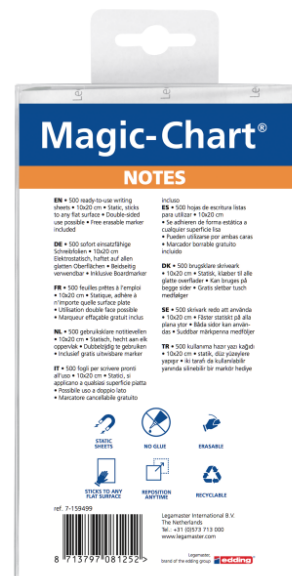 Magic-Chart®
NOTES
EN • 500 ready-to-use writing
sheets • 10x20 cm • Static, sticks
to any flat surface • Double-sided
use possible • Free erasable marker
included
DE • 500 sofort einsatzfähige
Schreibfolien • 10x20 cm
Elektrostatisch, haftet auf allen
glatten Oberflächen • Beidseitig
verwendbar • Inklusive Boardmarker
FR • 500 feuilles prêtes à l'emploi
• 10x20 cm • Statique, adhère à
n'importe quelle surface plate
• Utilisation double face possible
• Marqueur effaçable gratuit inclus
NL • 500 gebruiksklare notitievellen
• 10x20 cm • Statisch, hecht aan elk
oppervlak • Dubbelzijdig te gebruiken
• Inclusief gratis uitwisbare marker
IT • 500 fogli per scrivere pronti
all'uso • 10x20 cm • Statici, si
applicano a qualsiasi superficie piatta
• Possibile uso a doppio lato
• Marcatore cancellabile gratuito
incluso
ES • 500 hojas de escritura listas
para utilizar • 10x20 cm
• Se adhieren de forma estática a
cualquier superficie lisa
• Pueden utilizarse por ambas caras
• Marcador borrable gratuito
incluido
DK • 500 brugsklare skriveark
• 10x20 cm • Statisk, klæber til alle
glatte overflader • Kan bruges på
begge sider • Gratis sletbar tusch
medfølger
SE • 500 skrivark redo att använda
• 10x20 cm • Fäster statiskt på alla
plana ytor • Båda sidor kan använ-
das • Suddbar märkpenna medföljer
TR • 500 kullanıma hazır yazı kağıdı
• 10x20 cm • statik, düz yüzeylere
yapışır • iki tarafı da kullanılabilir
yanında silinebilir bir markör hediye
STATIC
SHEETS
NO GLUE
ERASABLE
STICKS TO ANY
FLAT SURFACE
REPOSITION
ANYTIME
RECYCLABLE
ref. 7-159499
8 713797 081252 >
Legamaster International B.V.
The Netherlands
Tel.: +31 (0)573 713 000
www.legamaster.com
Legamaster,
brand of the edding group
edding